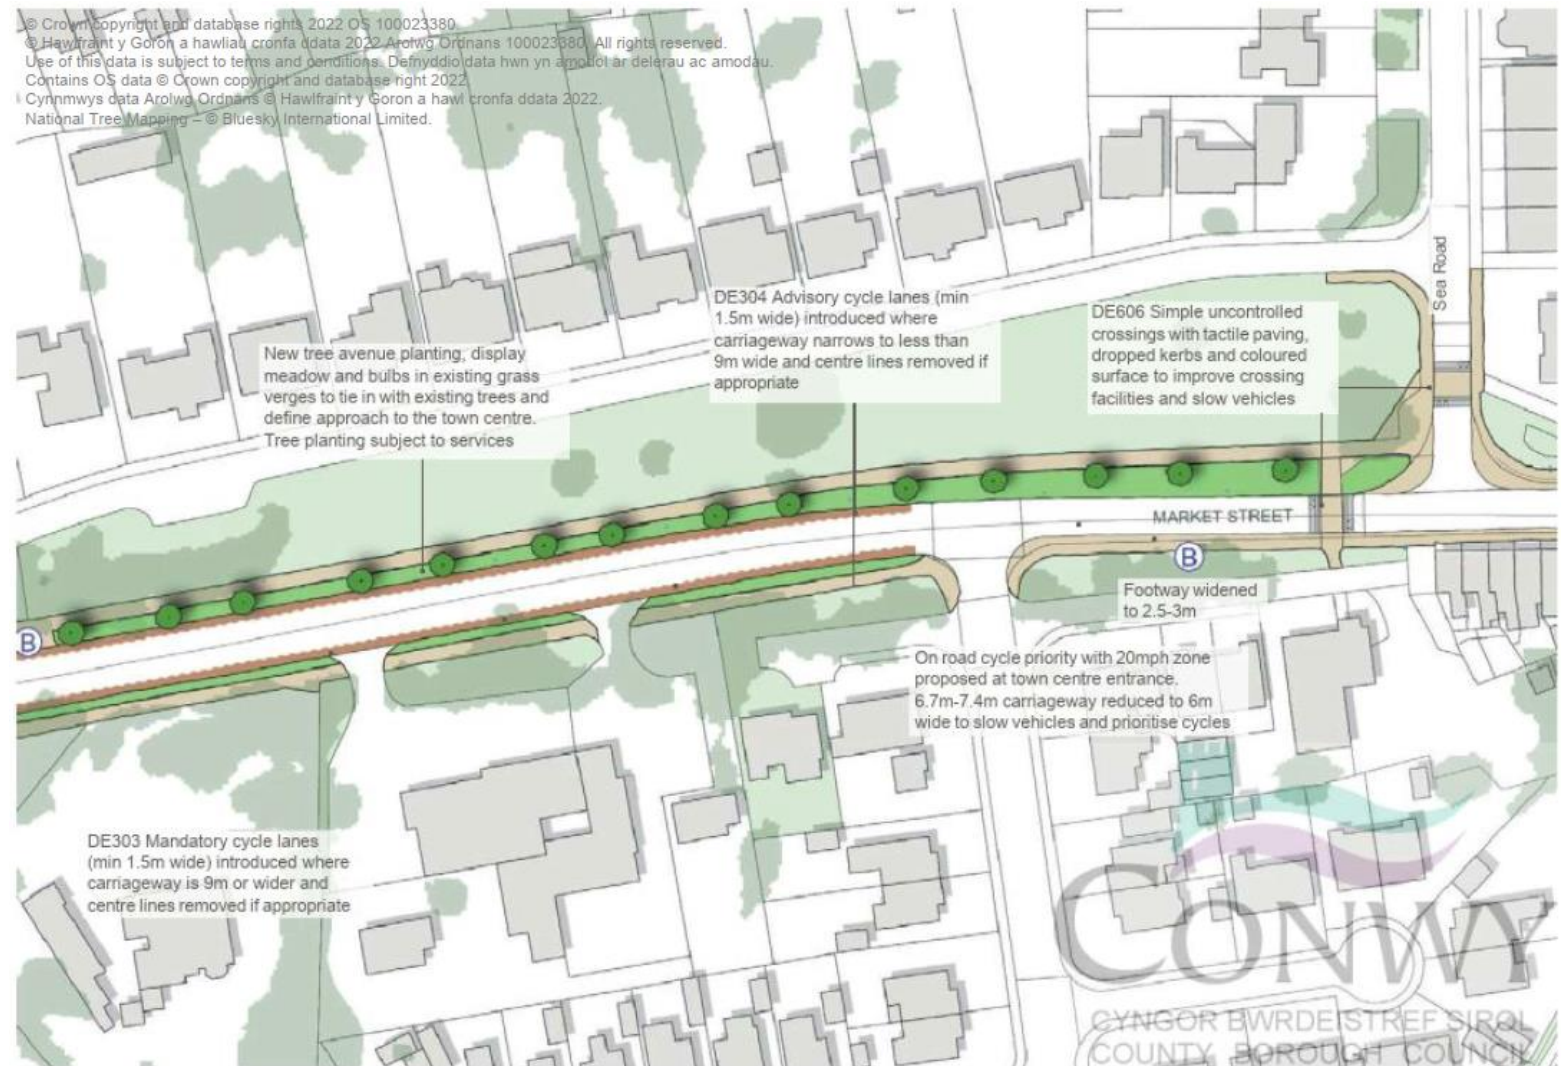 © Crown copyright and database rights 2022 OS 100023380
© Hawlfraint y Goron a hawliau cronfa ddata 2022 Arolwg Ordnans 100023380. All rights reserved.
Use of this data is subject to terms and conditions. Defnyddio data hwn yn amodol ar delerau ac amodau.
Contains OS data © Crown copyright and database right 2022
Cynnmwys data Arolwg Ordnans © Hawlfraint y Goron a hawl cronfa ddata 2022.
National Tree Mapping – © Bluesky International Limited.
Sea Road
DE304 Advisory cycle lanes (min
1.5m wide) introduced where
carriageway narrows to less than
9m wide and centre lines removed if
appropriate
DE606 Simple uncontrolled
crossings with tactile paving,
dropped kerbs and coloured
surface to improve crossing
facilities and slow vehicles
New tree avenue planting, display
meadow and bulbs in existing grass
verges to tie in with existing trees and
define approach to the town centre.
Tree planting subject to services
MARKET STREET
B
Footway widened
to 2.5-3m
B
On road cycle priority with 20mph zone
proposed at town centre entrance.
6.7m-7.4m carriageway reduced to 6m
wide to slow vehicles and prioritise cycles
DE303 Mandatory cycle lanes
(min 1.5m wide) introduced where
carriageway is 9m or wider and
centre lines removed if appropriate
CONWY
CYNGOR BWRDEISTREF SIROL
COUNTY BOROUGH COUNCIL